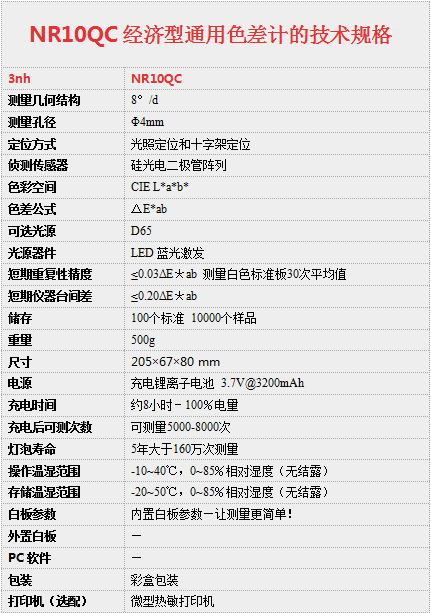 NR10QC 经济型通用色差计的技术规格
3nh NR10QC
测量几何结构 8°/d
测量孔径 Φ4mm
定位方式 光照定位和十字架定位
侦测传感器 硅光电二极管阵列
色彩空间 CIE L*a*b*
色差公式 △E*ab
可选光源 D65
光源器件 LED 蓝光激发
短期重复性精度 ≤0.03ΔE＊ab 测量白色标准板30次平均值
短期仪器台间差 ≤0.20ΔE＊ab
储存 100个标准 10000个样品
重量 500g
尺寸 205×67×80 mm
电源 充电锂离子电池 3.7V@3200mAh
充电时间 约8小时－100％电量
充电后可测次数 可测量5000-8000次
灯泡寿命 5年大于160万次测量
操作温湿范围 -10~40℃，0~85％相对湿度（无结露）
存储温湿范围 -20~50℃，0~85％相对湿度（无结露）
白板参数 内置白板参数－让测量更简单！
外置白板 －
PC 软件 －
包装 彩盒包装
打印机（选配） 微型热敏打印机